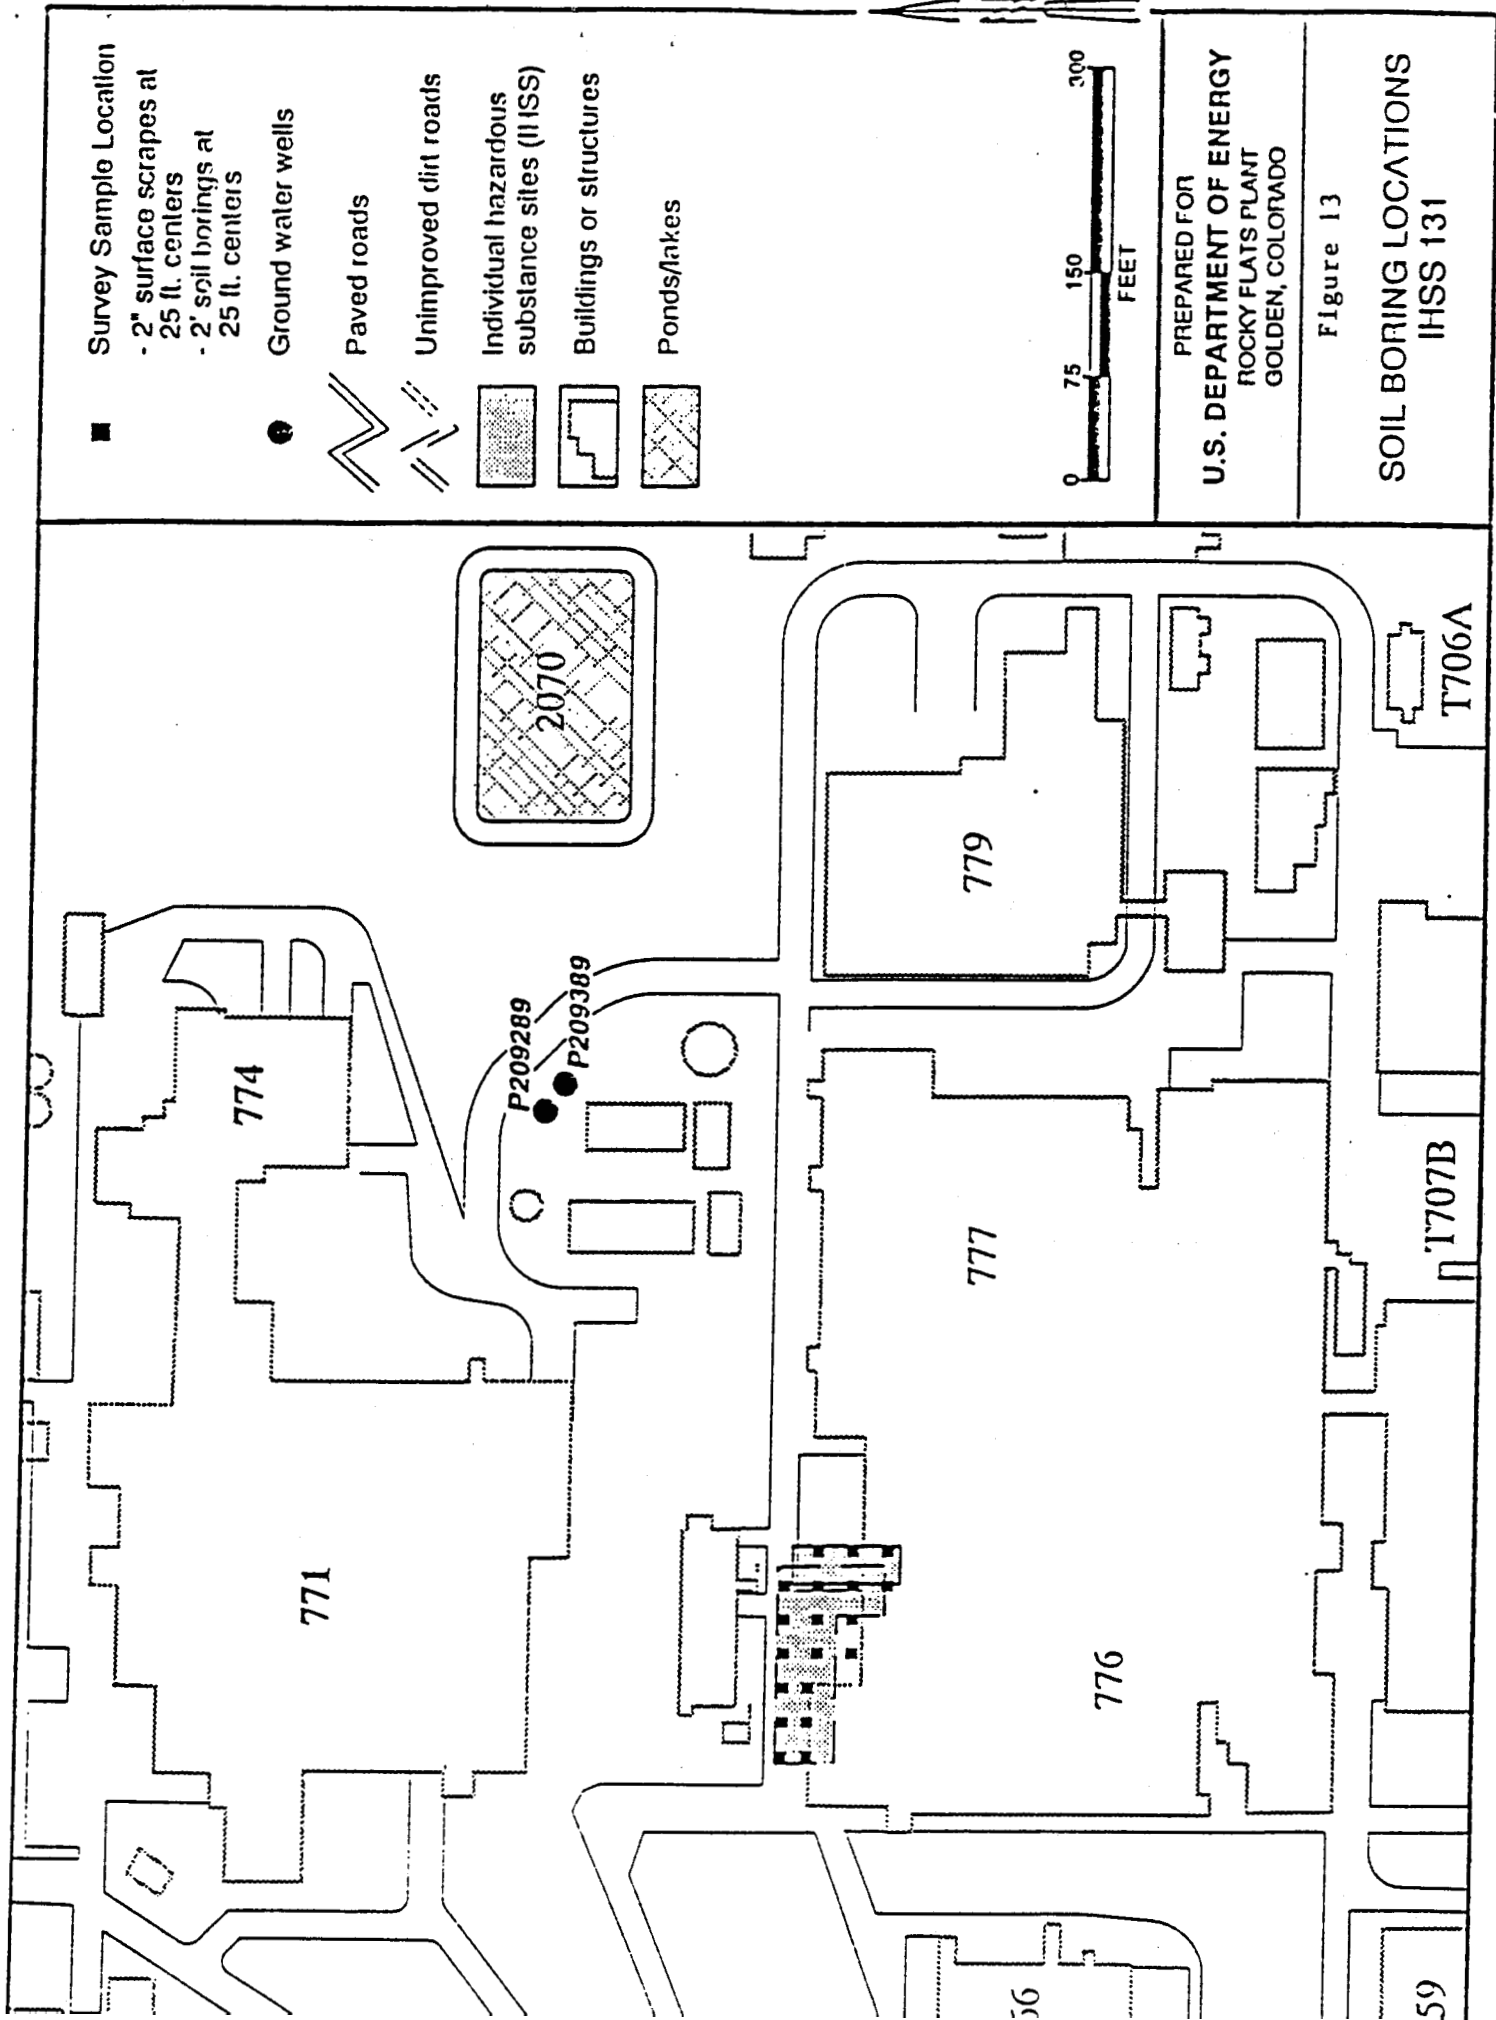 Survey Sample Location
- 2" surface scrapes at
25 ft. centers
- 2' soil borings at
25 ft. centers
Ground water wells
Paved roads
Unimproved dirt roads
Individual hazardous
substance sites (IHSS)
Buildings or structures
Ponds/lakes
0 75 150 300
FEET
PREPARED FOR
U.S. DEPARTMENT OF ENERGY
ROCKY FLATS PLANT
GOLDEN, COLORADO
Figure 13
SOIL BORING LOCATIONS
IHSS 131
2070
774
P209289
P209389
779
T706A
771
777
T707B
776
66
59